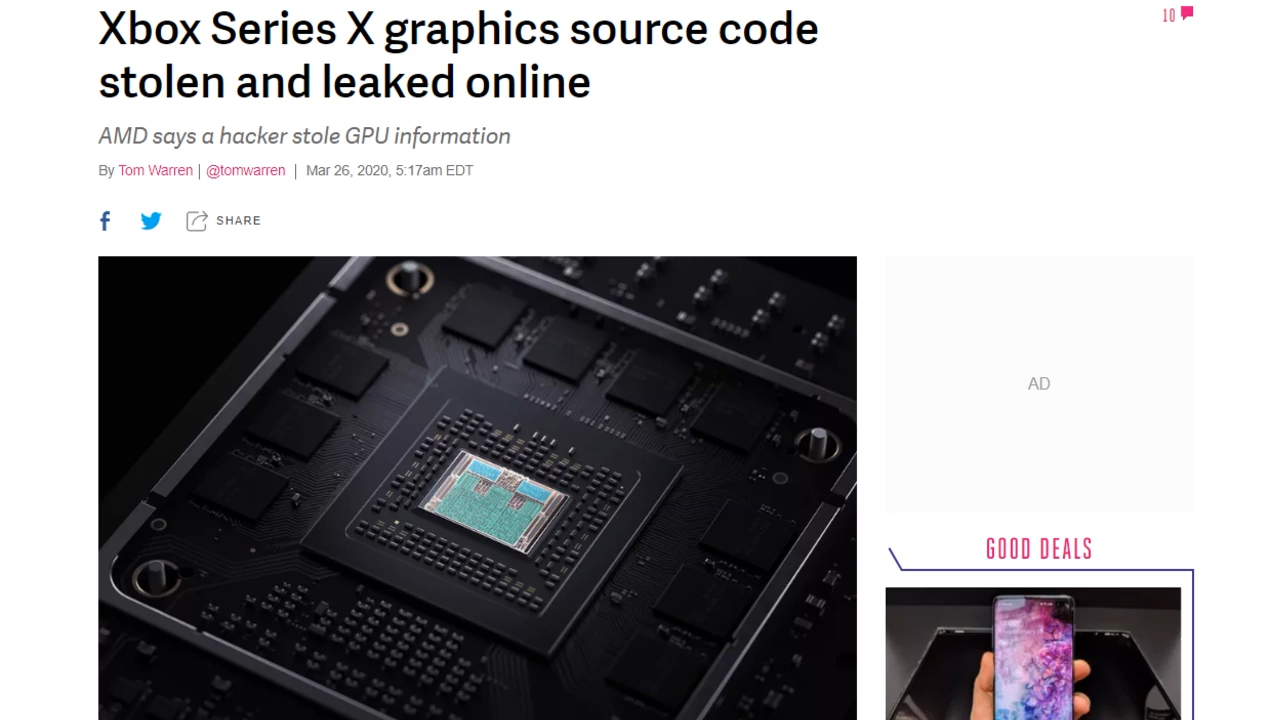 Xbox Series X graphics source code
stolen and leaked online
10
AMD says a hacker stole GPU information
By Tom Warren | @tomwarren | Mar 26, 2020, 5:17am EDT
SHARE
AD
GOOD DEALS